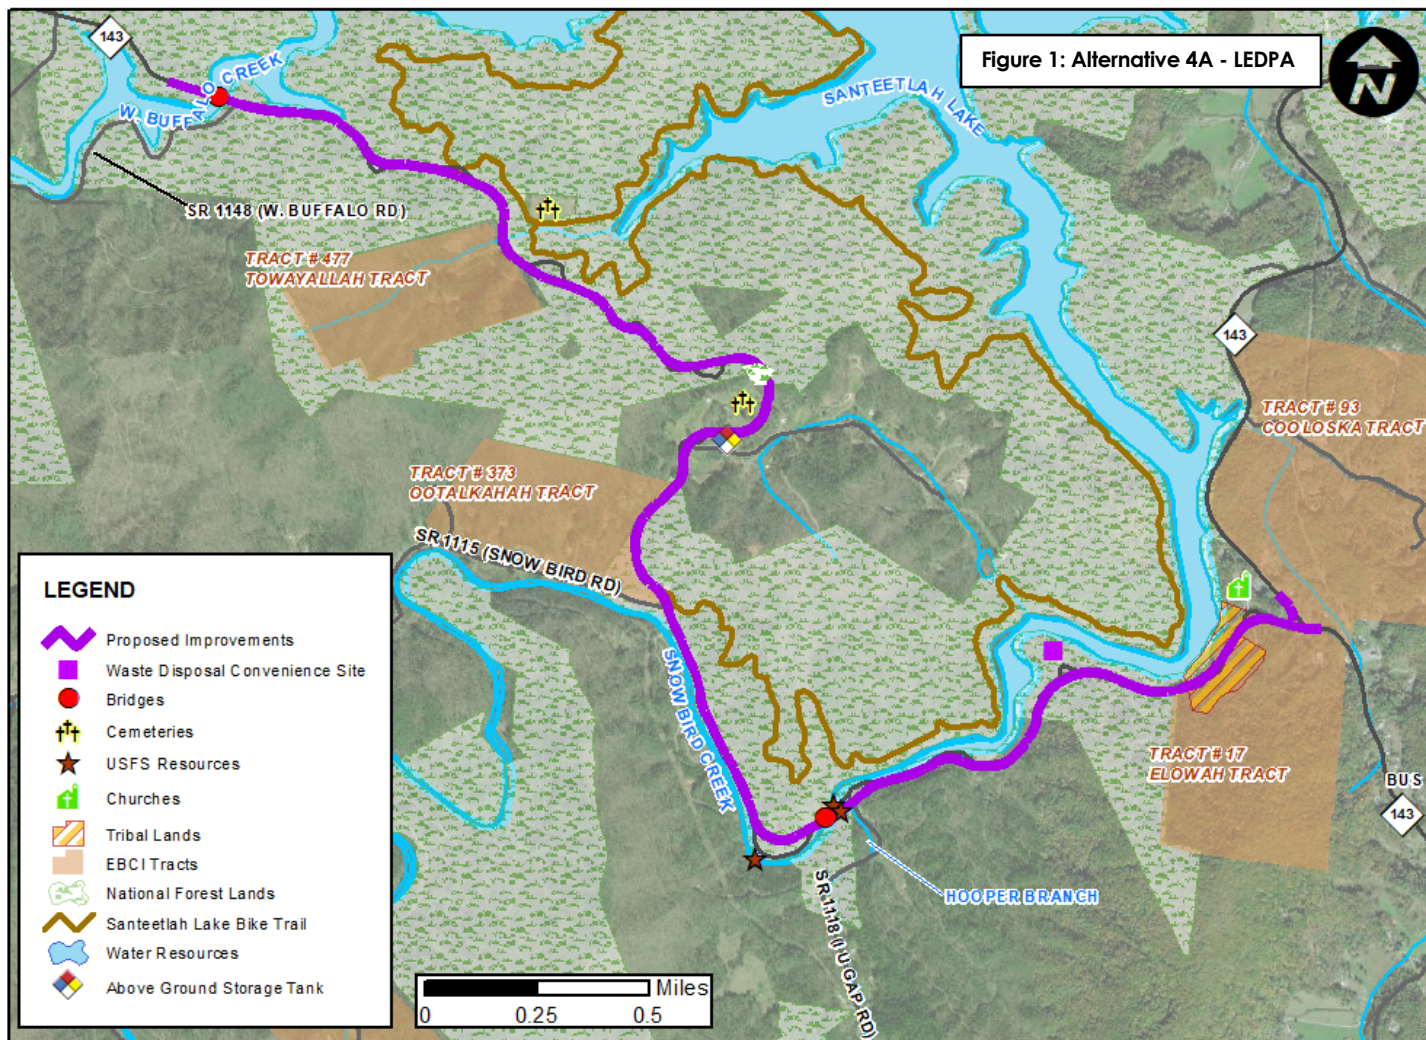 Figure 1: Alternative 4A - LEDPA
N
143
W. BUFFALO CREEK
SANTEETLAH LAKE
SR 1148 (W. BUFFALO RD)
TRACT # 477
TOWAYALLAH TRACT
143
TRACT # 93
COOLOSKA TRACT
TRACT # 373
OOTALKAHAH TRACT
SR 1115 (SNOW BIRD RD)
SNOW BIRD CREEK
TRACT # 17
ELOWAH TRACT
BUS
143
HOOPER BRANCH
SR 1118 (I U GAP RD)
LEGEND
Proposed Improvements
Waste Disposal Convenience Site
Bridges
Cemeteries
USFS Resources
Churches
Tribal Lands
EBCI Tracts
National Forest Lands
Santeetlah Lake Bike Trail
Water Resources
Above Ground Storage Tank
Miles
0 0.25 0.5